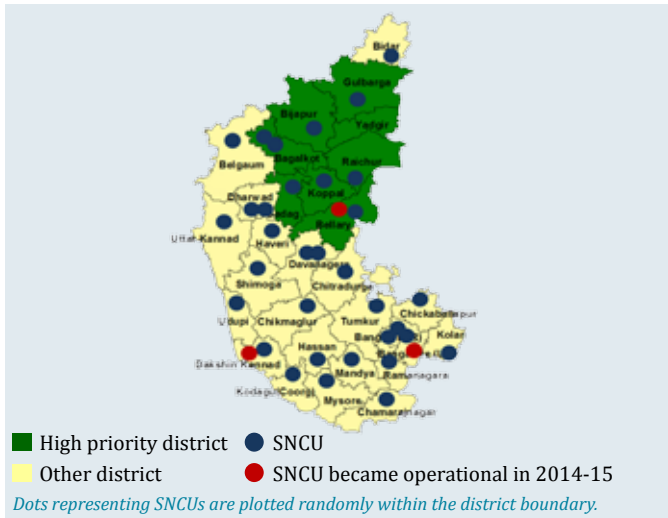 Bidar
Gulbarga
Bijapur
Yadgir
Bagalkot
Raichur
Belgaum
Koppal
Dharwad
Bellary
Uttar Kannad
Haveri
Davanagere
Chitradurga
Shimoga
Chickaballapur
Udupi
Chikmaglur
Tumkur
Kolar
Hassan
Dakshin Kannad
Mandya
Ramanagara
Kodagu
Coorg
Mysore
Chamarajnagar
High priority district
SNCU
Other district
SNCU became operational in 2014-15
Dots representing SNCUs are plotted randomly within the district boundary.